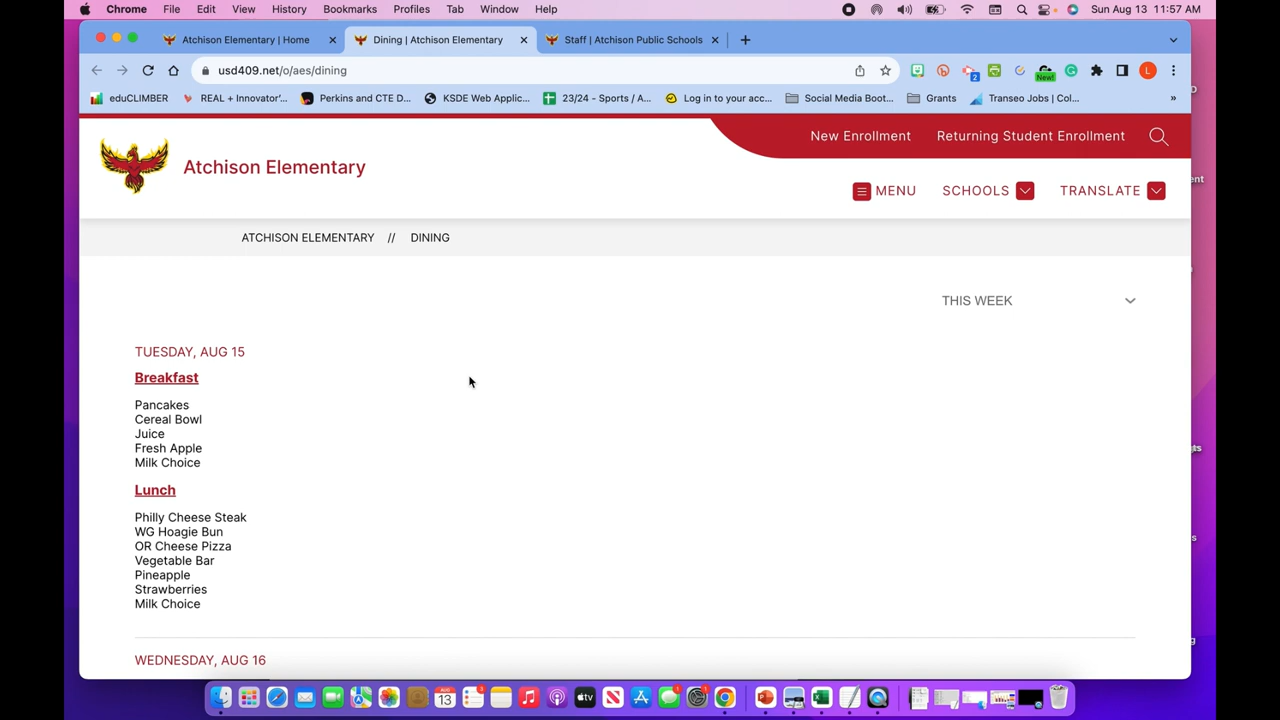 Chrome File Edit View History Bookmarks Profiles Tab Window Help Sun Aug 13 11:57 AM
Atchison Elementary | Home Dining | Atchison Elementary Staff | Atchison Public Schools
usd409.net/o/aes/dining 2 New! L
eduCLIMBER REAL + Innovator'... Perkins and CTE D... KSDE Web Applic... 23/24 - Sports / A... Log in to your acc... Social Media Boot... Grants Transeo Jobs | Col... »
New Enrollment Returning Student Enrollment
Atchison Elementary
MENU SCHOOLS TRANSLATE
ATCHISON ELEMENTARY // DINING
THIS WEEK
TUESDAY, AUG 15
Breakfast
Pancakes
Cereal Bowl
Juice
Fresh Apple
Milk Choice
Lunch
Philly Cheese Steak
WG Hoagie Bun
OR Cheese Pizza
Vegetable Bar
Pineapple
Strawberries
Milk Choice
WEDNESDAY, AUG 16